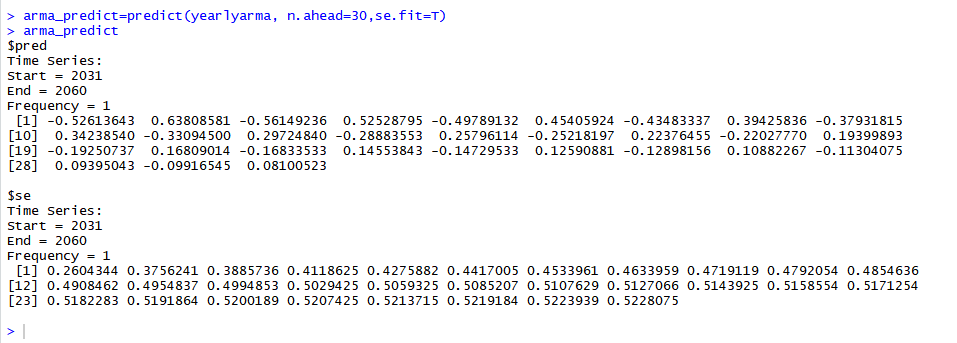 > arma_predict=predict(yearlyarma, n.ahead=30,se.fit=T)
> arma_predict
$pred
Time Series:
Start = 2031
End = 2060
Frequency = 1
 [1] -0.52613643  0.63808581 -0.56149236  0.52528795 -0.49789132  0.45405924 -0.43483337  0.39425836 -0.37931815
[10]  0.34238540 -0.33094500  0.29724840 -0.28883553  0.25796114 -0.25218197  0.22376455 -0.22027770  0.19399893
[19] -0.19250737  0.16809014 -0.16833533  0.14553843 -0.14729533  0.12590881 -0.12898156  0.10882267 -0.11304075
[28]  0.09395043 -0.09916545  0.08100523

$se
Time Series:
Start = 2031
End = 2060
Frequency = 1
 [1] 0.2604344 0.3756241 0.3885736 0.4118625 0.4275882 0.4417005 0.4533961 0.4633959 0.4719119 0.4792054 0.4854636
[12] 0.4908462 0.4954837 0.4994853 0.5029425 0.5059325 0.5085207 0.5107629 0.5127066 0.5143925 0.5158554 0.5171254
[23] 0.5182283 0.5191864 0.5200189 0.5207425 0.5213715 0.5219184 0.5223939 0.5228075

>